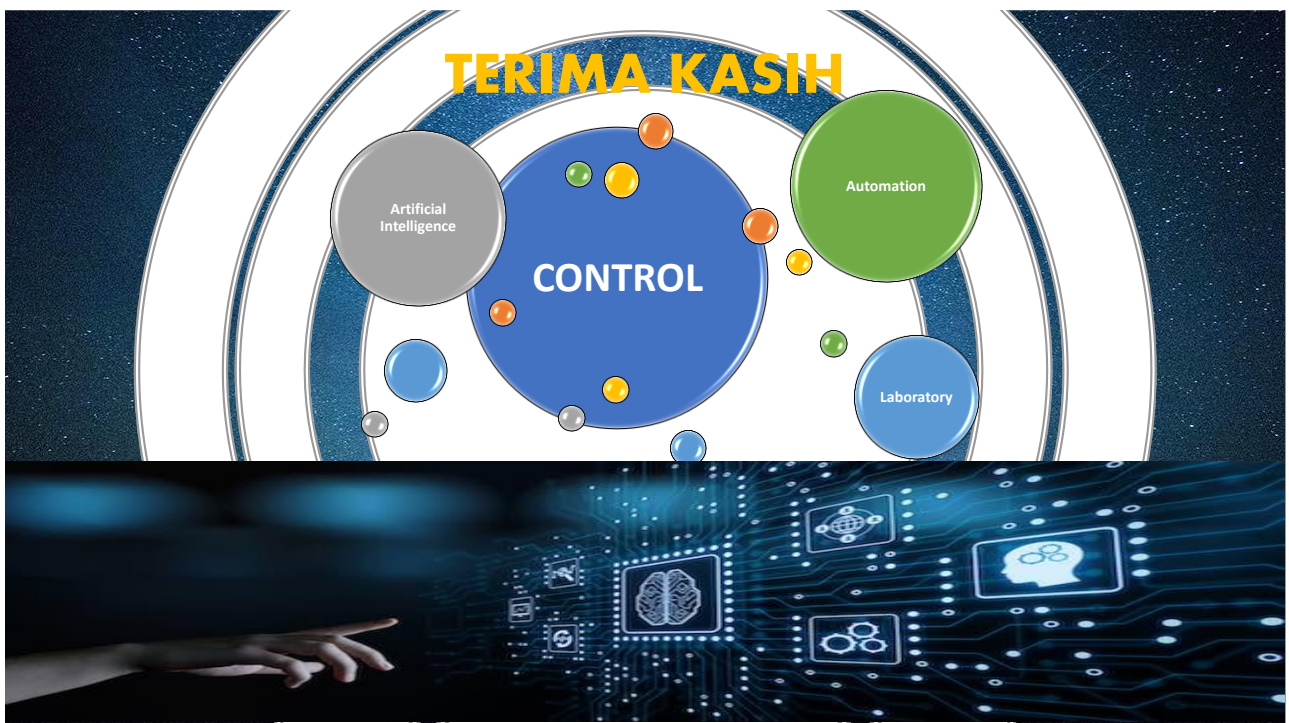 TERIMA KASIH
Artificial
Intelligence
CONTROL
Automation
Laboratory